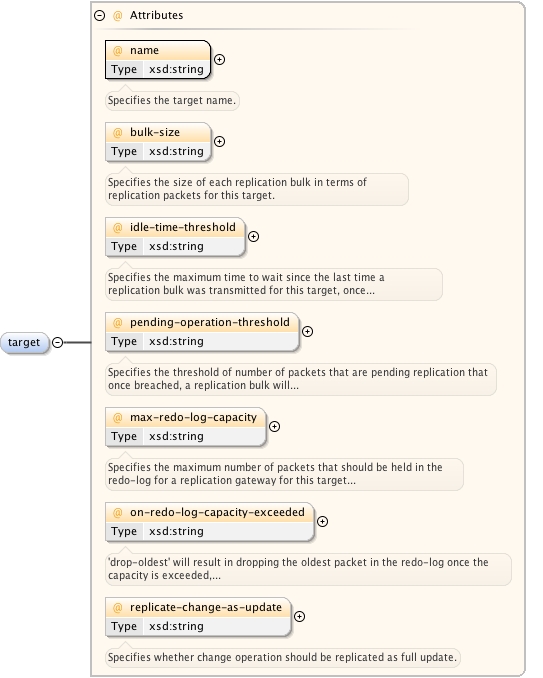 @ Attributes
@ name
Type xsd:string
Specifies the target name.
@ bulk-size
Type xsd:string
Specifies the size of each replication bulk in terms of
replication packets for this target.
@ idle-time-threshold
Type xsd:string
Specifies the maximum time to wait since the last time a
replication bulk was transmitted for this target, once...
@ pending-operation-threshold
target
Type xsd:string
Specifies the threshold of number of packets that are pending replication that
once breached, a replication bulk will...
@ max-redo-log-capacity
Type xsd:string
Specifies the maximum number of packets that should be held in the
redo-log for a replication gateway for this target...
@ on-redo-log-capacity-exceeded
Type xsd:string
'drop-oldest' will result in dropping the oldest packet in the redo-log once the
capacity is exceeded,...
@ replicate-change-as-update
Type xsd:string
Specifies whether change operation should be replicated as full update.